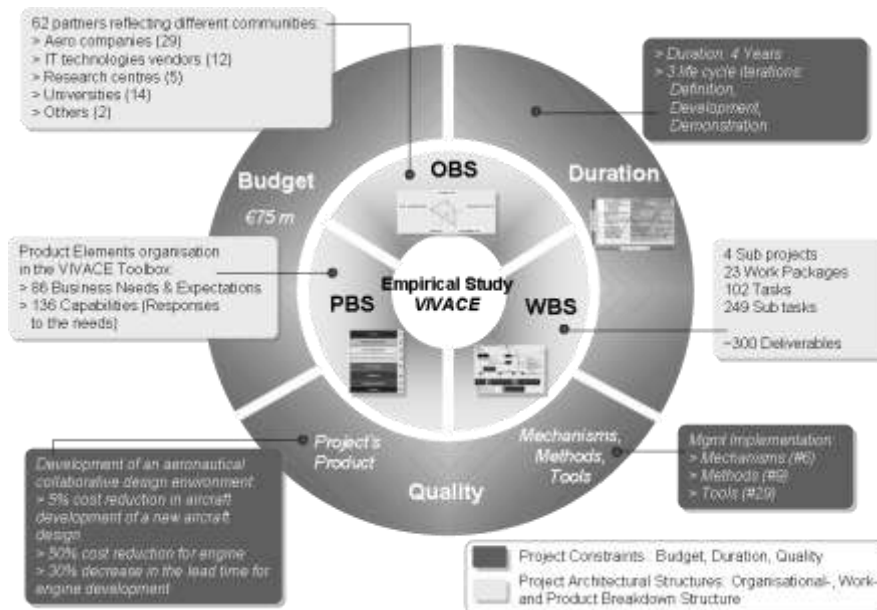 62 partners reflecting different communities:
> Aero companies (29)
> IT technologies vendors (12)
> Research centres (5)
> Universities (14)
> Others (2)
> Duration: 4 Years
> 3 life cycle iterations:
Definition,
Development,
Demonstration
Budget
€75 m
OBS
Duration
Product Elements organisation
in the VIVACE Toolbox:
> 86 Business Needs & Expectations
> 136 Capabilities (Responses
to the needs)
Empirical Study
VIVACE
PBS
WBS
4 Sub projects
23 Work Packages
102 Tasks
249 Sub tasks
~300 Deliverables
Development of an aeronautical
collaborative design environment
> 5% cost reduction in aircraft
development of a new aircraft
design
> 50% cost reduction for engine
> 30% decrease in the lead time for
engine development
Project's
Product
Quality
Mechanisms,
Methods,
Tools
Mgmt Implementation
> Mechanisms (#6)
> Methods (#9)
> Tools (#29)
Project Constraints : Budget, Duration, Quality
Project Architectural Structures: Organisational-, Work-
and Product Breakdown Structure